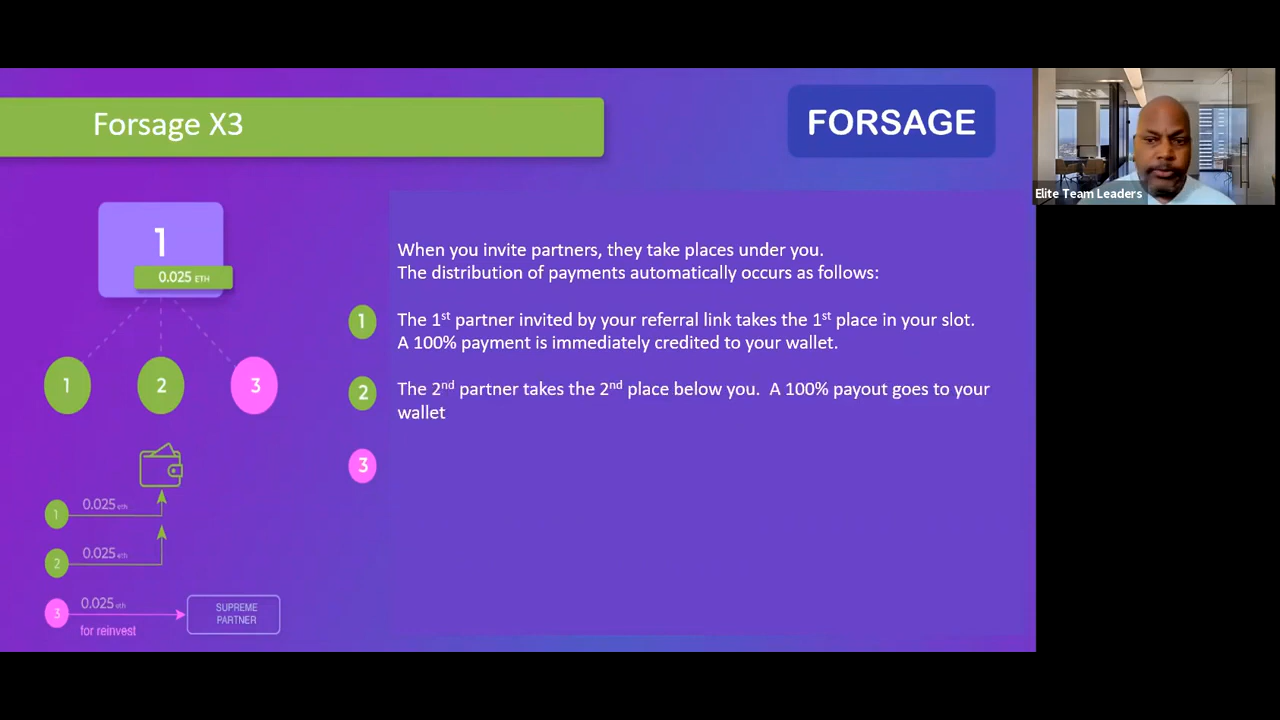 Forsage X3
FORSAGE
Elite Team Leaders
1
0.025 ETH
1
2
3
When you invite partners, they take places under you.
The distribution of payments automatically occurs as follows:
1
The 1st partner invited by your referral link takes the 1st place in your slot.
A 100% payment is immediately credited to your wallet.
2
The 2nd partner takes the 2nd place below you. A 100% payout goes to your
wallet
3
1
0.025 eth
2
0.025 eth
3
0.025 eth
for reinvest
SUPREME
PARTNER